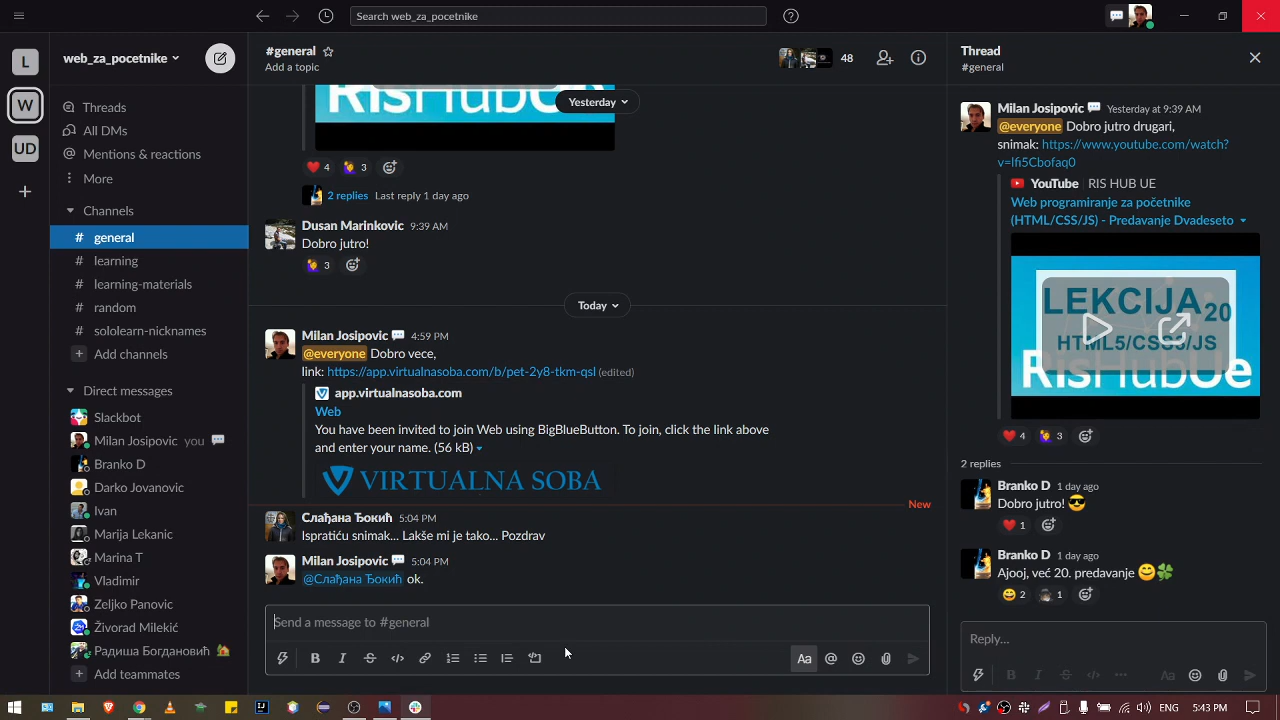 Search web_za_pocetnike
L
W
UD
web_za_pocetnike
Threads
All DMs
Mentions & reactions
More
Channels
# general
# learning
# learning-materials
# random
# sololearn-nicknames
Add channels
Direct messages
Slackbot
Milan Josipovic you
Branko D
Darko Jovanovic
Ivan
Marija Lekanic
Marina T
Vladimir
Zeljko Panovic
Živorad Milekić
Радиша Богдановић
Add teammates
#general
Add a topic
48
Yesterday
RisHubUe
4 3
2 replies Last reply 1 day ago
Dusan Marinkovic 9:39 AM
Dobro jutro!
3
Today
Milan Josipovic 4:59 PM
@everyone Dobro vece,
link: https://app.virtualnasoba.com/b/pet-2y8-tkm-qsl (edited)
app.virtualnasoba.com
Web
You have been invited to join Web using BigBlueButton. To join, click the link above
and enter your name. (56 kB)
VIRTUALNA SOBA
New
Слађана Ђокић 5:04 PM
Ispratiću snimak... Lakše mi je tako... Pozdrav
Milan Josipovic 5:04 PM
@Слађана Ђокић ok.
Send a message to #general
Aa
Thread
#general
Milan Josipovic Yesterday at 9:39 AM
@everyone Dobro jutro drugari,
snimak: https://www.youtube.com/watch?
v=lfi5Cbofaq0
YouTube RIS HUB UE
Web programiranje za početnike
(HTML/CSS/JS) - Predavanje Dvadeseto
LEKCIJA 20
HTML5/CSS3/JS
RisHubUe
4 3
2 replies
Branko D 1 day ago
Dobro jutro! 😎
1
Branko D 1 day ago
Ajooj, već 20. predavanje 😊🍀
2 1
Reply...
Aa
ENG 5:43 PM